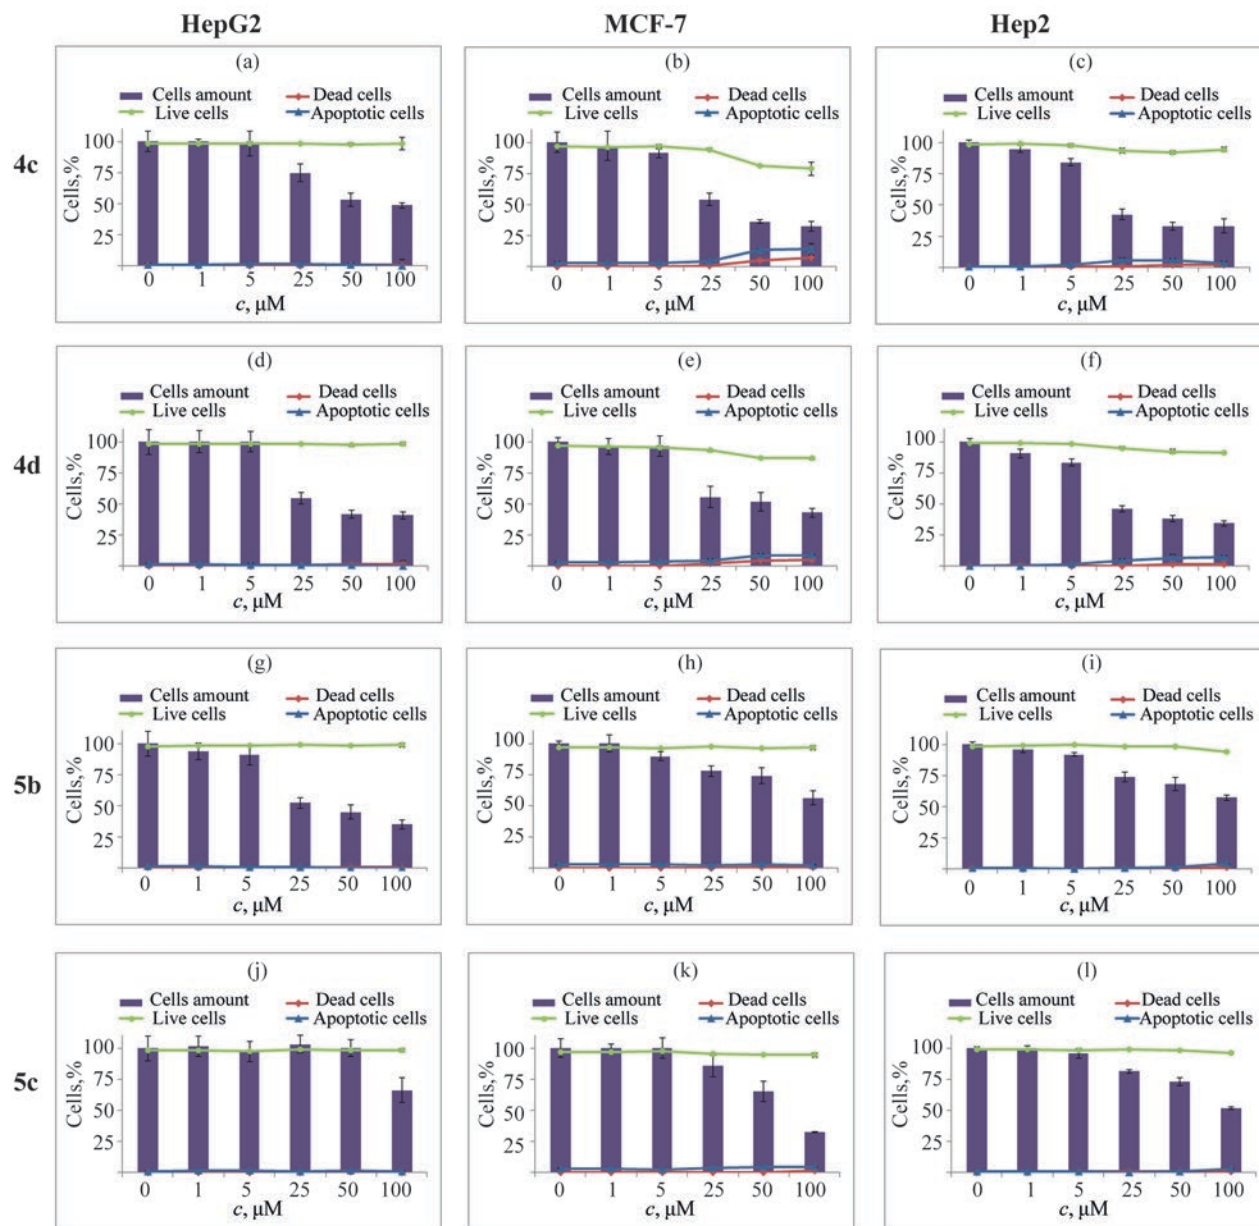 HepG2 MCF-7 Hep2
4c
(a)
Cells amount Dead cells
Live cells Apoptotic cells
Cells,%
100
75
50
25
0 1 5 25 50 100
c, μM
(b)
Cells amount Dead cells
Live cells Apoptotic cells
Cells,%
100
75
50
25
0 1 5 25 50 100
c, μM
(c)
Cells amount Dead cells
Live cells Apoptotic cells
Cells,%
100
75
50
25
0 1 5 25 50 100
c, μM
4d
(d)
Cells amount Dead cells
Live cells Apoptotic cells
Cells,%
100
75
50
25
0 1 5 25 50 100
c, μM
(e)
Cells amount Dead cells
Live cells Apoptotic cells
Cells,%
100
75
50
25
0 1 5 25 50 100
c, μM
(f)
Cells amount Dead cells
Live cells Apoptotic cells
Cells,%
100
75
50
25
0 1 5 25 50 100
c, μM
5b
(g)
Cells amount Dead cells
Live cells Apoptotic cells
Cells,%
100
75
50
25
0 1 5 25 50 100
c, μM
(h)
Cells amount Dead cells
Live cells Apoptotic cells
Cells,%
100
75
50
25
0 1 5 25 50 100
c, μM
(i)
Cells amount Dead cells
Live cells Apoptotic cells
Cells,%
100
75
50
25
0 1 5 25 50 100
c, μM
5c
(j)
Cells amount Dead cells
Live cells Apoptotic cells
Cells,%
100
75
50
25
0 1 5 25 50 100
c, μM
(k)
Cells amount Dead cells
Live cells Apoptotic cells
Cells,%
100
75
50
25
0 1 5 25 50 100
c, μM
(l)
Cells amount Dead cells
Live cells Apoptotic cells
Cells,%
100
75
50
25
0 1 5 25 50 100
c, μM